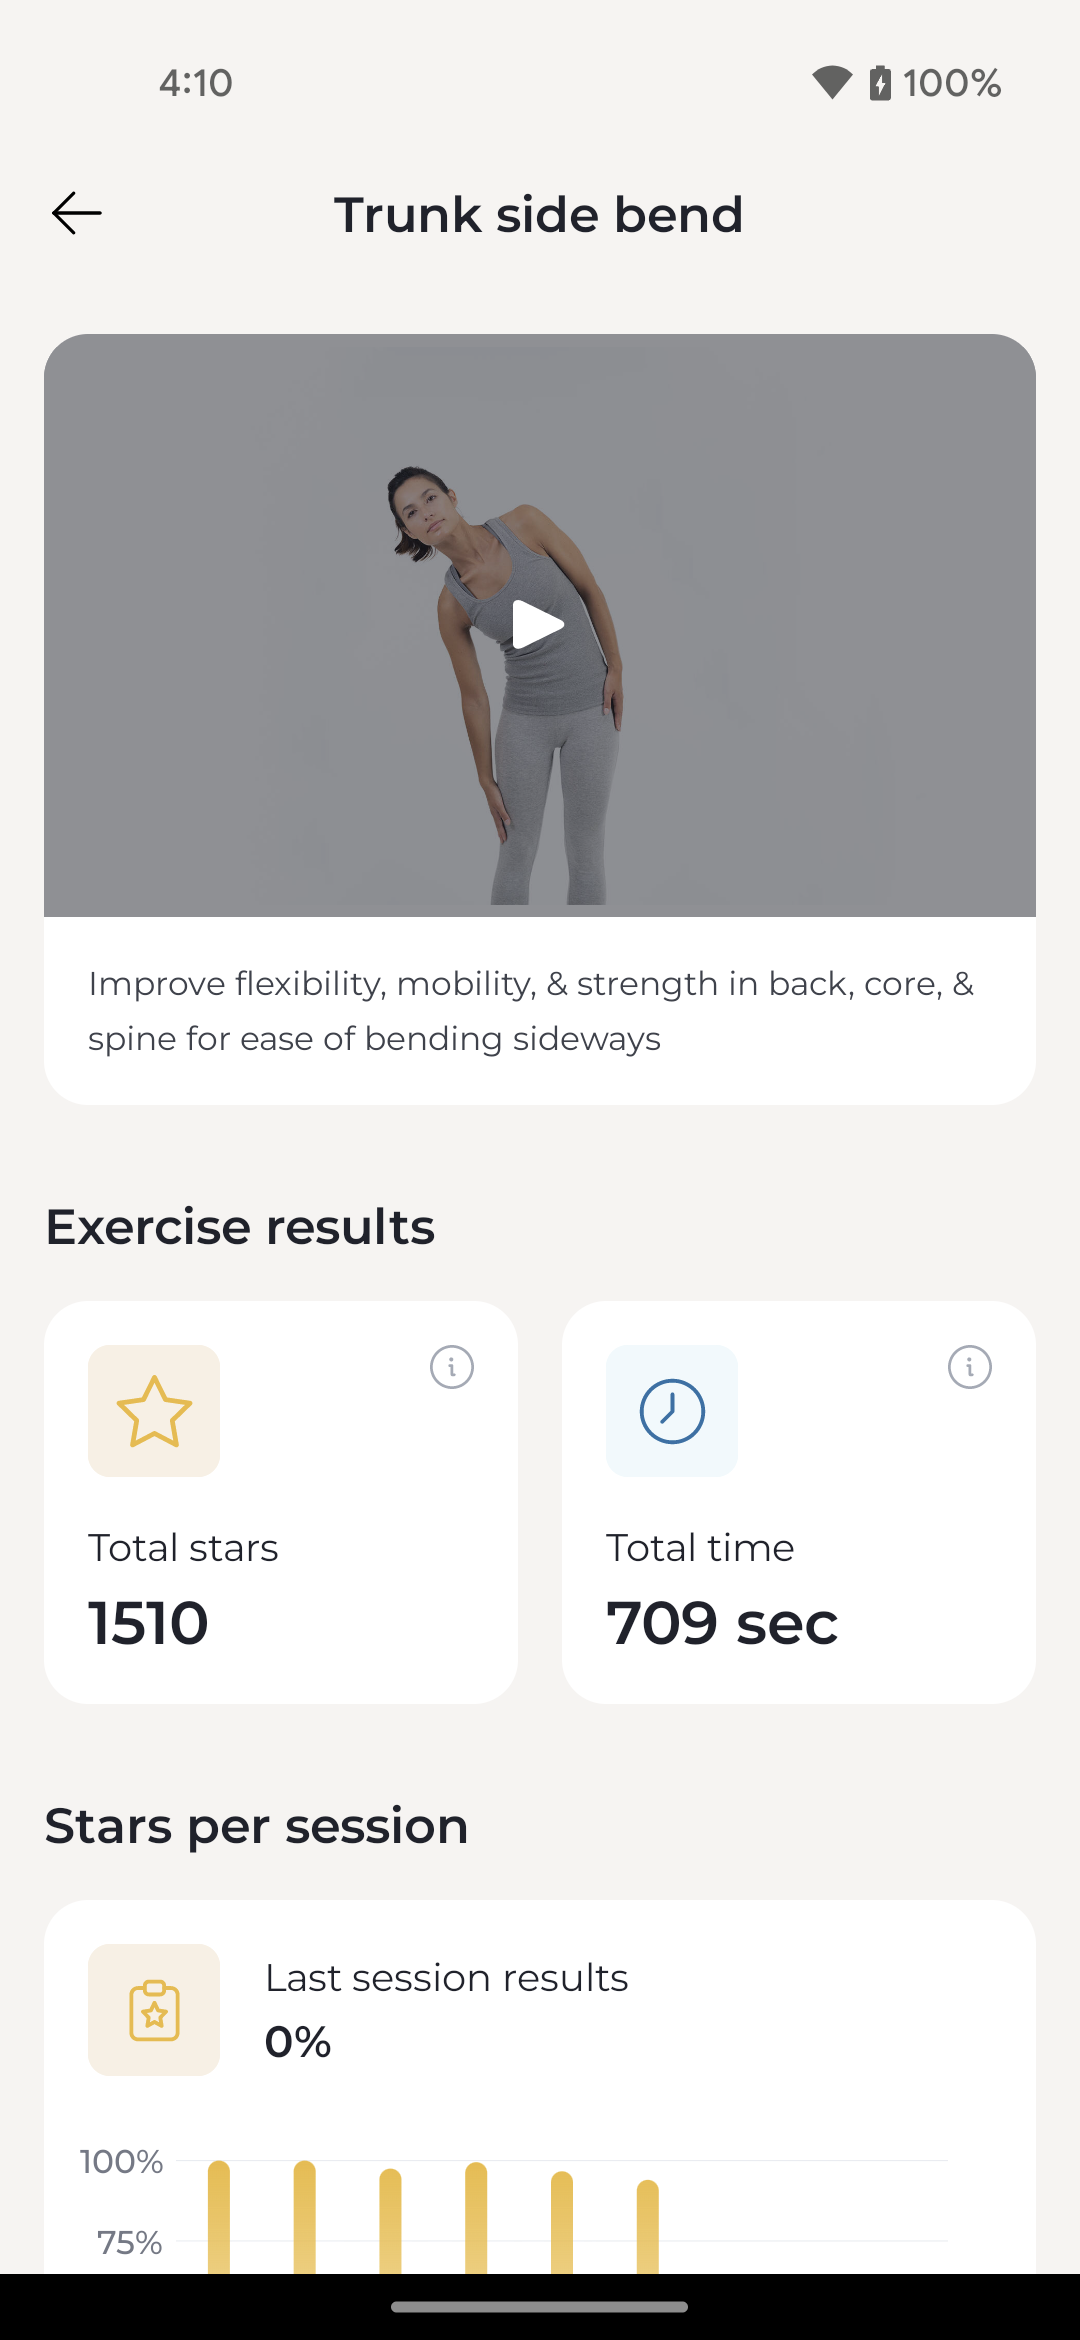 4:10
100%
Trunk side bend
Improve flexibility, mobility, & strength in back, core, &
spine for ease of bending sideways
Exercise results
Total stars
1510
Total time
709 sec
Stars per session
Last session results
0%
100%
75%